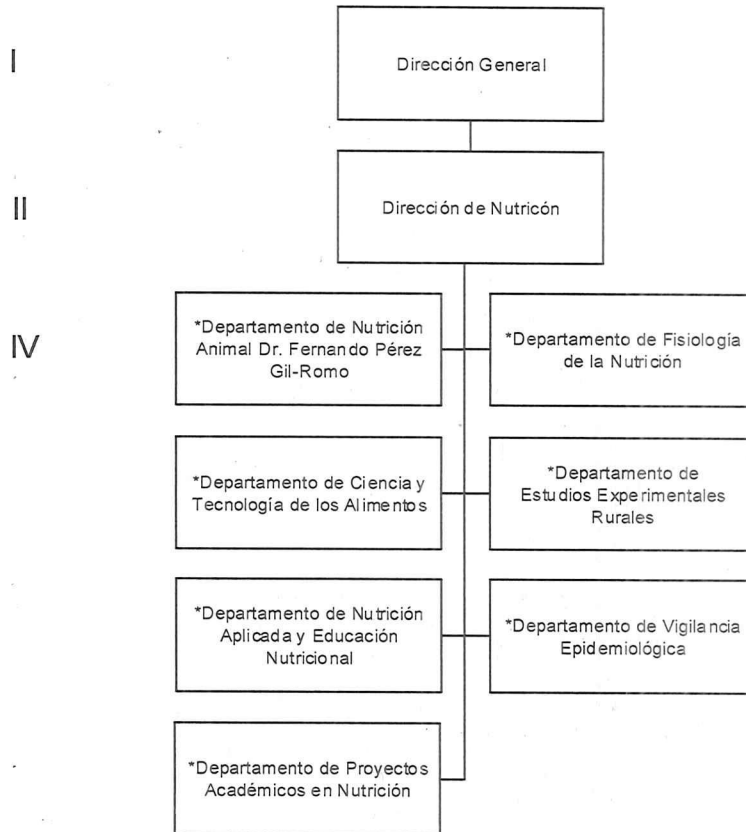 I
Dirección General
II
Dirección de Nutricón
IV
*Departamento de Nutrición
Animal Dr. Fernando Pérez
Gil-Romo
*Departamento de Fisiología
de la Nutrición
*Departamento de Ciencia y
Tecnología de los Alimentos
*Departamento de
Estudios Experimentales
Rurales
*Departamento de Nutrición
Aplicada y Educación
Nutricional
*Departamento de Vigilancia
Epidemiológica
*Departamento de Proyectos
Académicos en Nutrición